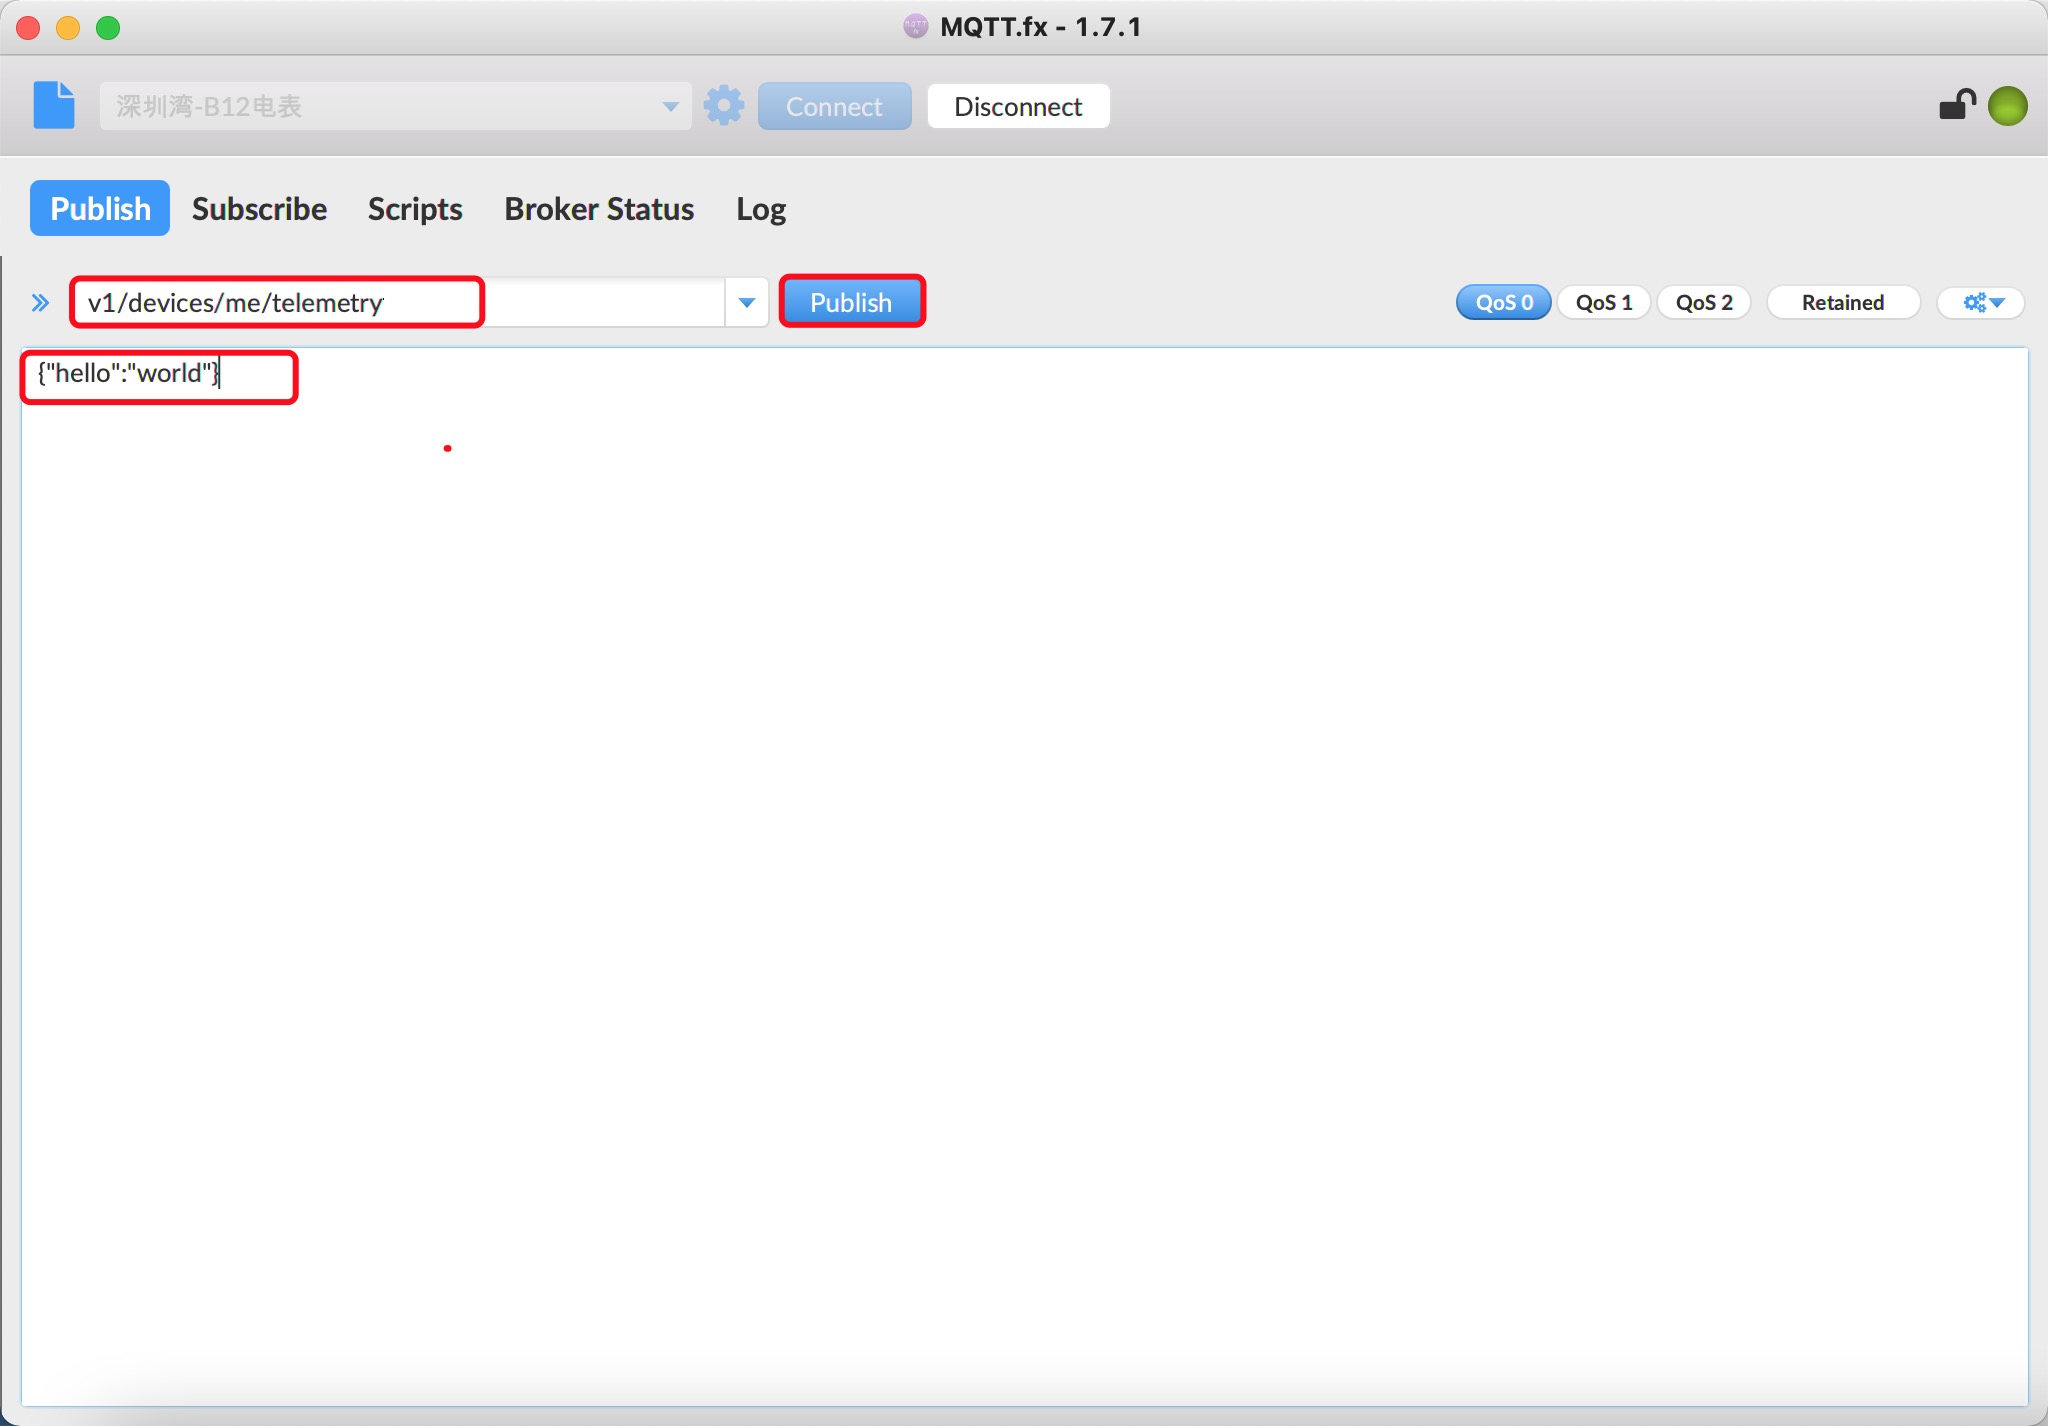 MQTT.fx - 1.7.1
深圳湾-B12电表
Connect
Disconnect
Publish
Subscribe
Scripts
Broker Status
Log
v1/devices/me/telemetry
Publish
QoS 0
QoS 1
QoS 2
Retained
{"hello":"world"}